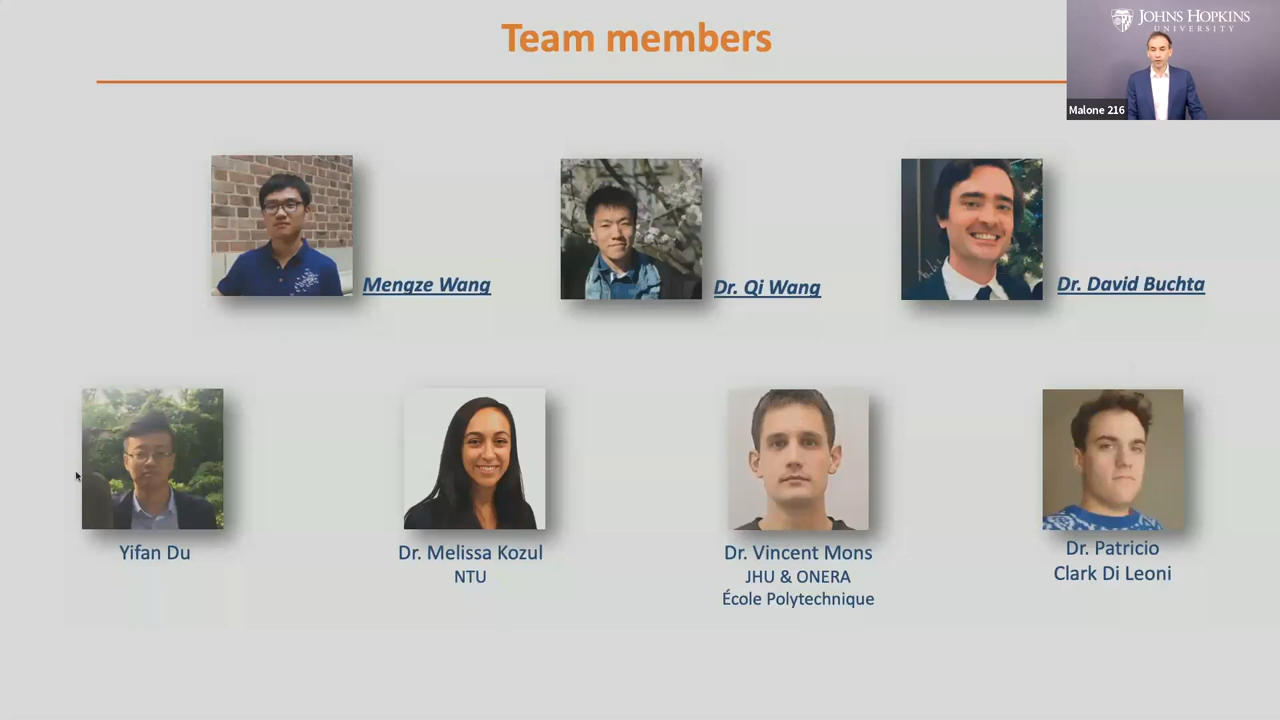 Team members
JOHNS HOPKINS
UNIVERSITY
Malone 216
Mengze Wang
Dr. Qi Wang
Dr. David Buchta
Yifan Du
Dr. Melissa Kozul
NTU
Dr. Vincent Mons
JHU & ONERA
École Polytechnique
Dr. Patricio
Clark Di Leoni